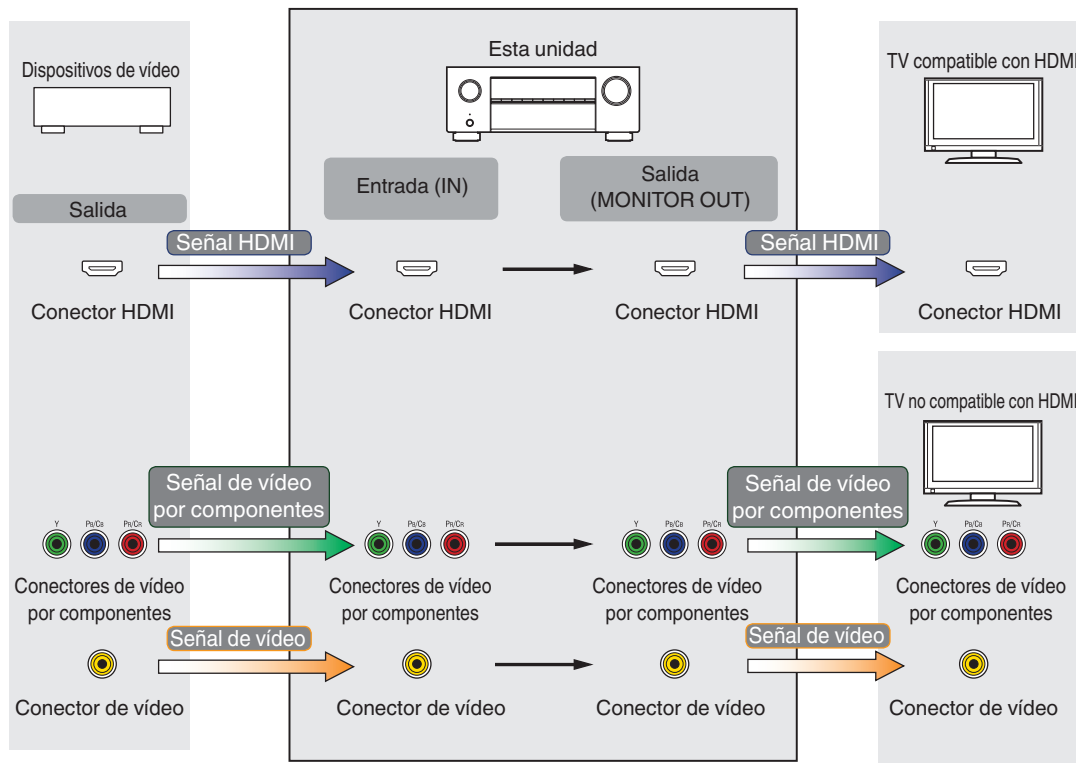 Esta unidad
Dispositivos de vídeo
TV compatible con HDMI
Entrada (IN)
Salida
(MONITOR OUT)
Salida
Señal HDMI
Señal HDMI
Conector HDMI
Conector HDMI
Conector HDMI
Conector HDMI
TV no compatible con HDMI
Señal de vídeo
por componentes
Señal de vídeo
por componentes
Y PB/CB PR/CR
Y PB/CB PR/CR
Y PB/CB PR/CR
Y PB/CB PR/CR
Conectores de vídeo
por componentes
Conectores de vídeo
por componentes
Conectores de vídeo
por componentes
Conectores de vídeo
por componentes
Señal de vídeo
Señal de vídeo
Conector de vídeo
Conector de vídeo
Conector de vídeo
Conector de vídeo